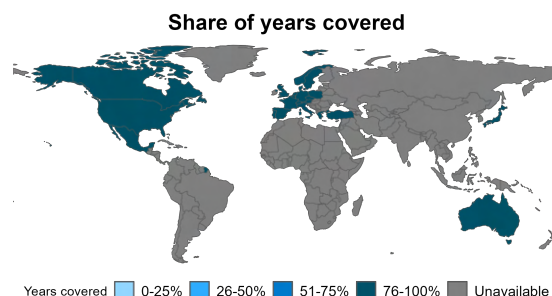 Share of years covered
Years covered 0-25% 26-50% 51-75% 76-100% Unavailable